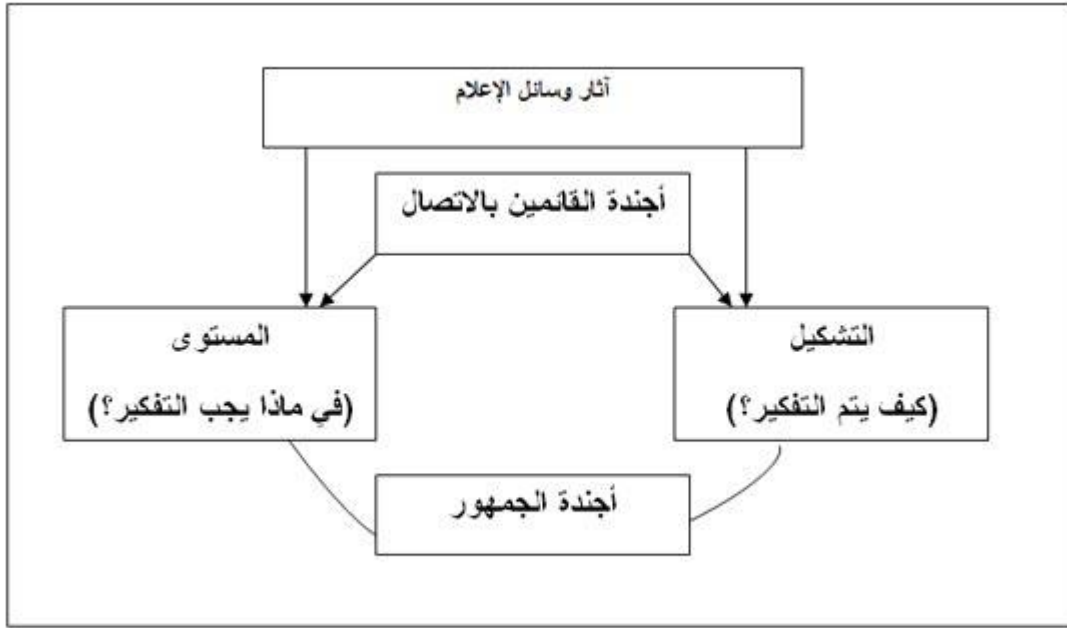 آثار وسائل الإعلام
أجندة القائمين بالاتصال
التشكيل
(كيف يتم التفكير؟)
المستوى
(في ماذا يجب التفكير؟)
أجندة الجمهور